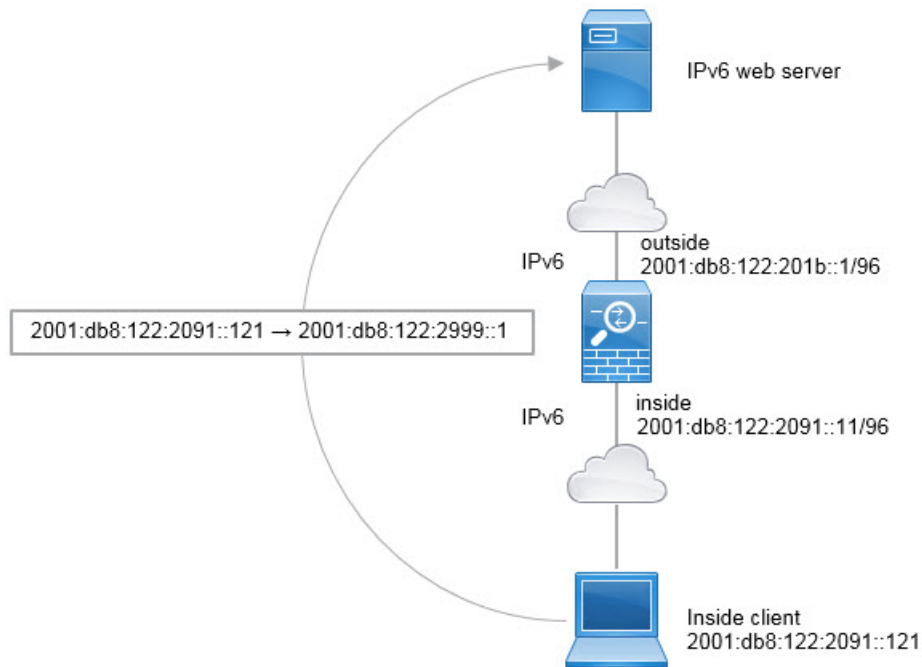 IPv6 web server
outside
IPv6
2001:db8:122:201b::1/96
2001:db8:122:2091::121 → 2001:db8:122:2999::1
inside
IPv6
2001:db8:122:2091::11/96
Inside client
2001:db8:122:2091::121